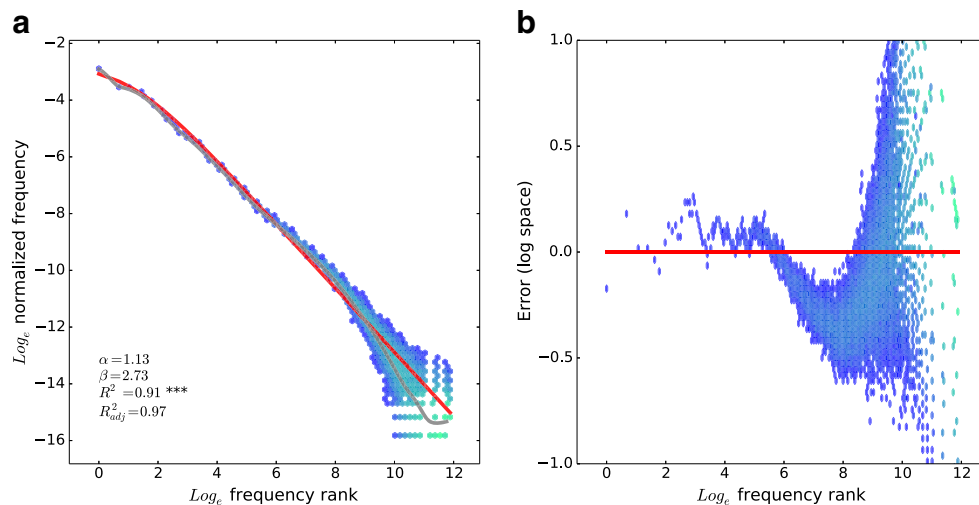 a
−2
−4
−6
−8
−10
−12
−14
−16
Log_e normalized frequency
α=1.13
β=2.73
R² =0.91 ***
R²_adj=0.97
0 2 4 6 8 10 12
Log_e frequency rank
b
1.0
0.5
0.0
−0.5
−1.0
Error (log space)
0 2 4 6 8 10 12
Log_e frequency rank